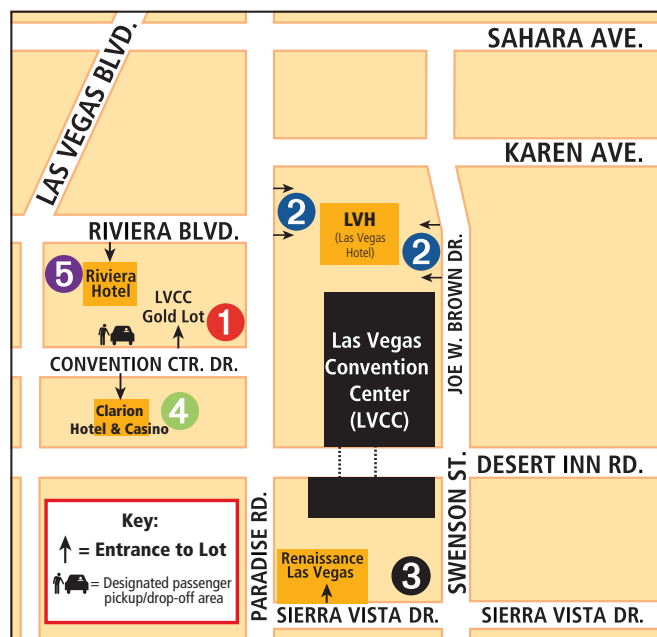 SAHARA AVE.
LAS VEGAS BLVD.
KAREN AVE.
2
LVH
(Las Vegas
Hotel)
2
RIVIERA BLVD.
5
Riviera
Hotel
LVCC
Gold Lot
1
JOE W. BROWN DR.
Las Vegas
Convention
Center
(LVCC)
CONVENTION CTR. DR.
Clarion
Hotel & Casino
4
DESERT INN RD.
SWENSON ST.
PARADISE RD.
Key:
= Entrance to Lot
= Designated passenger
pickup/drop-off area
Renaissance
Las Vegas
3
SIERRA VISTA DR.
SIERRA VISTA DR.